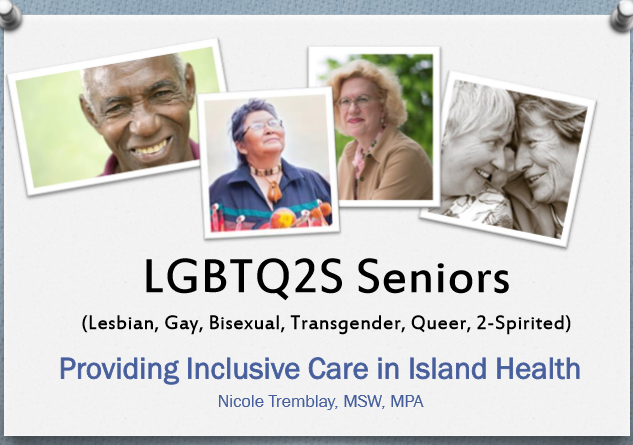 LGBTQ2S Seniors
(Lesbian, Gay, Bisexual, Transgender, Queer, 2-Spirited)
Providing Inclusive Care in Island Health
Nicole Tremblay, MSW, MPA